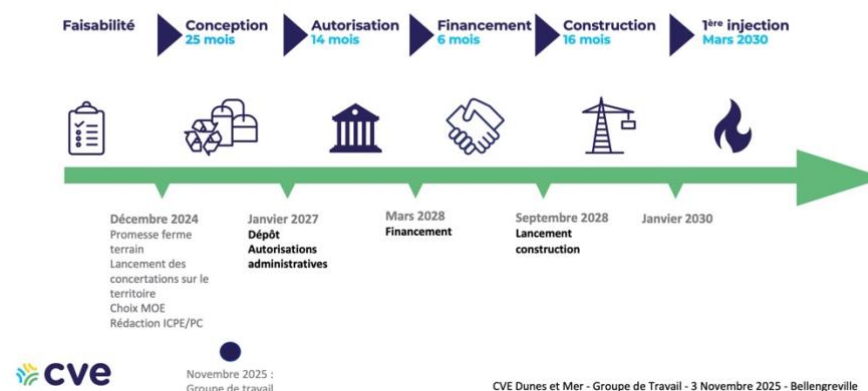 Faisabilité
Conception
25 mois
Autorisation
14 mois
Financement
6 mois
Construction
16 mois
1ère injection
Mars 2030
Décembre 2024
Promesse ferme
terrain
Lancement des
concertations sur le
territoire
Choix MOE
Rédaction ICPE/PC
Janvier 2027
Dépôt
Autorisations
administratives
Mars 2028
Financement
Septembre 2028
Lancement
construction
Janvier 2030
Novembre 2025 :
Groupe de travail
cve
CVE Dunes et Mer - Groupe de Travail - 3 Novembre 2025 - Bellengreville